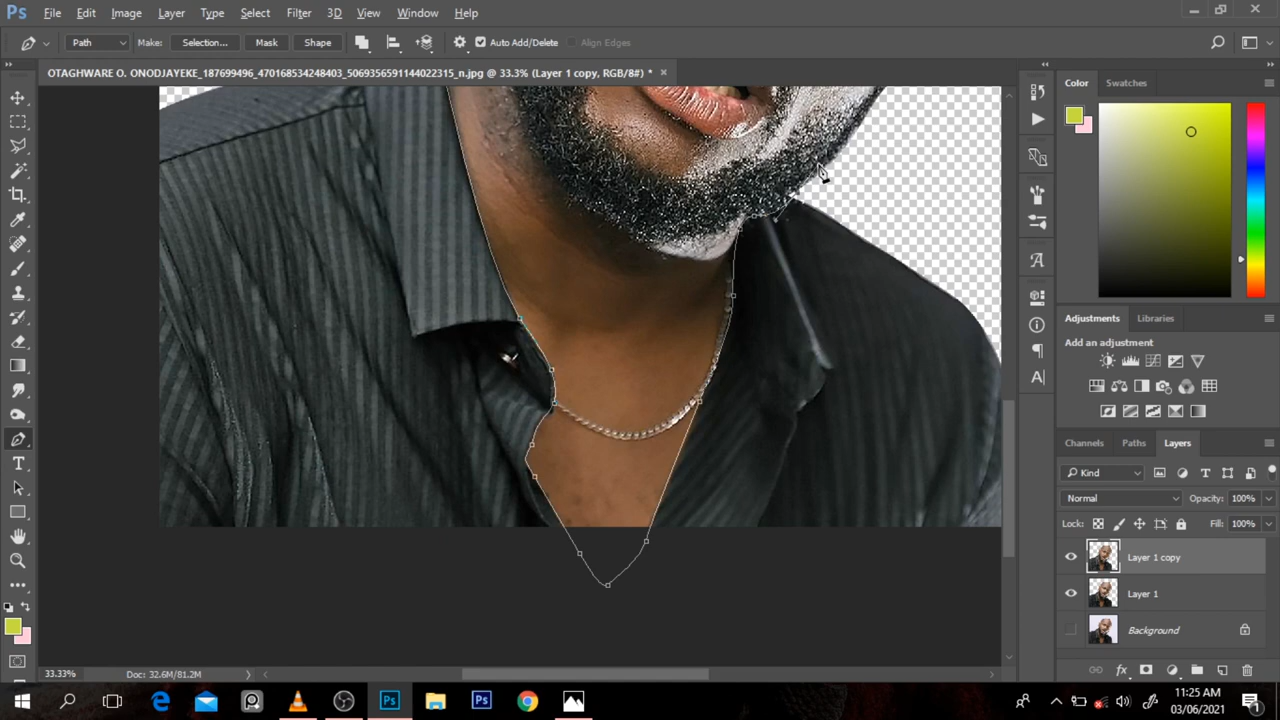 Ps File Edit Image Layer Type Select Filter 3D View Window Help
Path Make: Selection... Mask Shape Auto Add/Delete Align Edges
OTAGHWARE O. ONODJAYEKE_187699496_470168534248403_5069356591144022315_n.jpg @ 33.3% (Layer 1 copy, RGB/8#) * ×
Color Swatches
Adjustments Libraries
Add an adjustment
Channels Paths Layers
Kind
Normal Opacity: 100%
Lock: Fill: 100%
Layer 1 copy
Layer 1
Background
33.33% Doc: 32.6M/81.2M
11:25 AM
03/06/2021